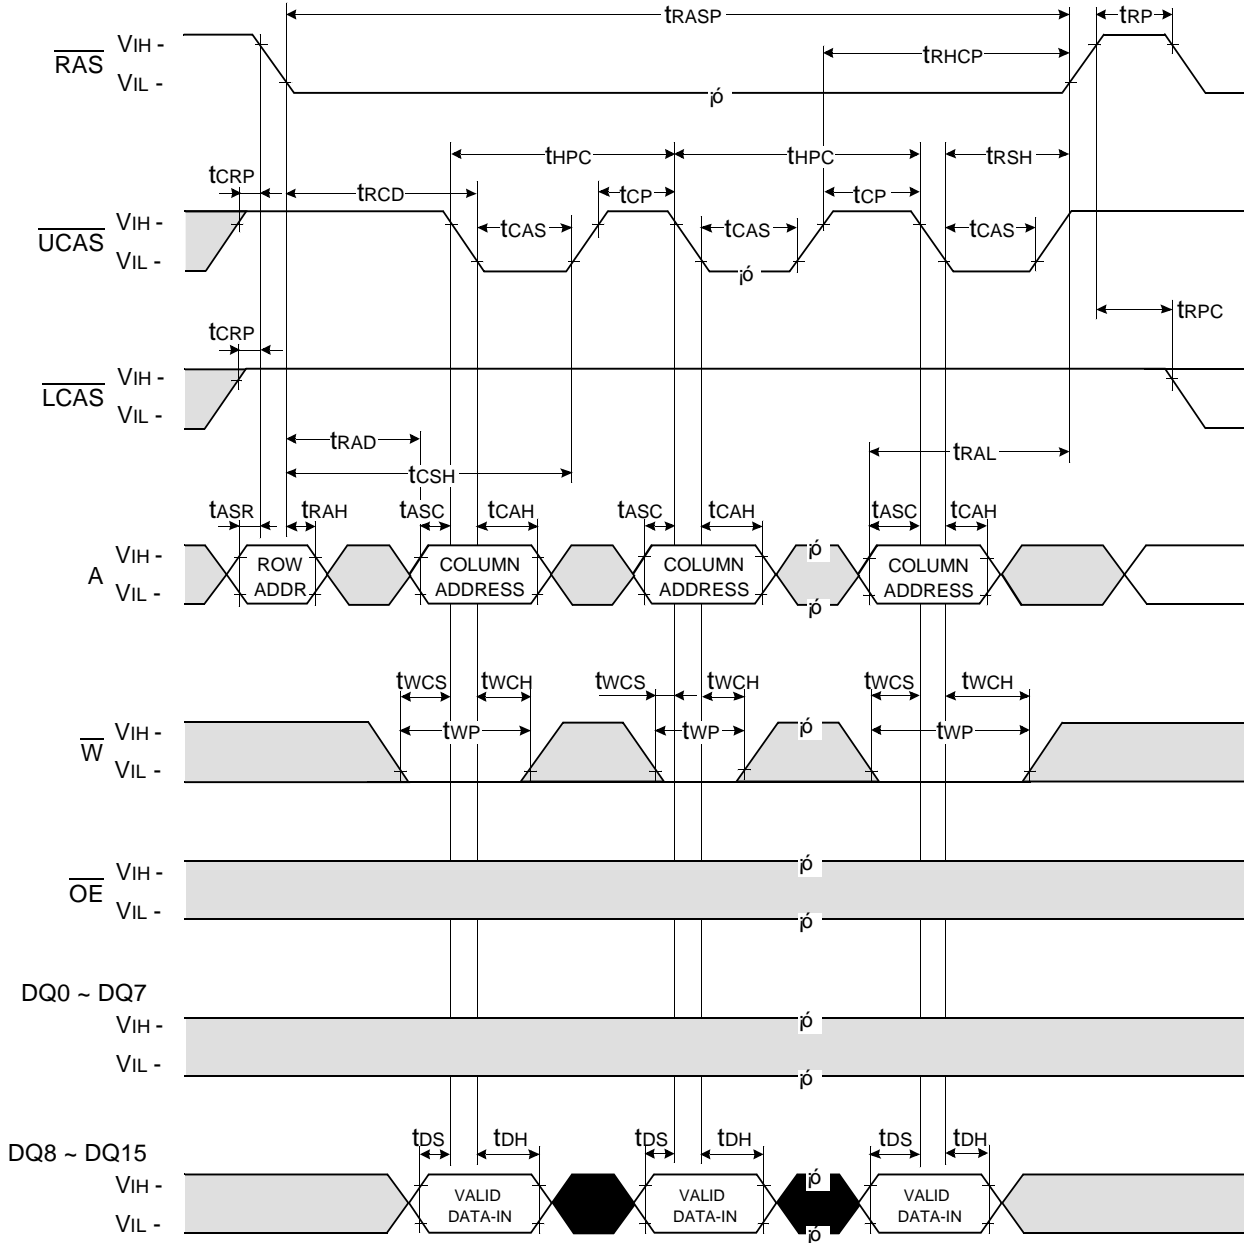 tRASP
tRP
RAS
VIH -
tRHCP
VIL -
¡ó
tHPC
tHPC
tRSH
tCRP
tRCD
tCP
tCP
UCAS
VIH -
tCAS
tCAS
tCAS
VIL -
¡ó
tRPC
tCRP
LCAS
VIH -
VIL -
tRAD
tRAL
tCSH
tASR
tRAH
tASC
tCAH
tASC
tCAH
tASC
tCAH
A
VIH -
¡ó
ROW
ADDR.
COLUMN
ADDRESS
COLUMN
ADDRESS
COLUMN
ADDRESS
VIL -
¡ó
tWCS
tWCH
tWCS
tWCH
tWCS
tWCH
W
VIH -
tWP
tWP
¡ó
tWP
VIL -
OE
VIH -
¡ó
VIL -
¡ó
DQ0 ~ DQ7
VIH -
¡ó
VIL -
¡ó
DQ8 ~ DQ15
tDS
tDH
tDS
tDH
tDS
tDH
VIH -
¡ó
VALID
DATA-IN
VALID
DATA-IN
VALID
DATA-IN
VIL -
¡ó